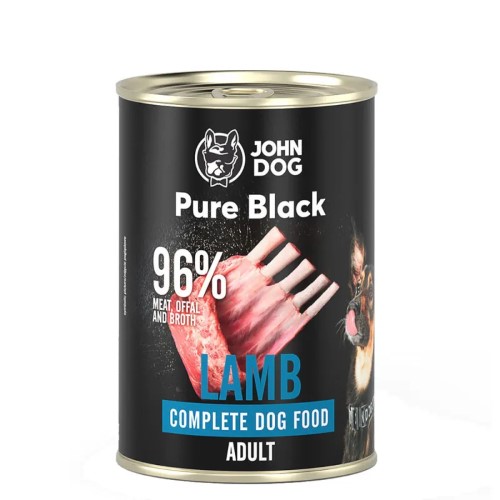 JOHN
DOG
Pure Black
96%
MEAT, OFFAL
AND BROTH
LAMB
COMPLETE DOG FOOD
ADULT